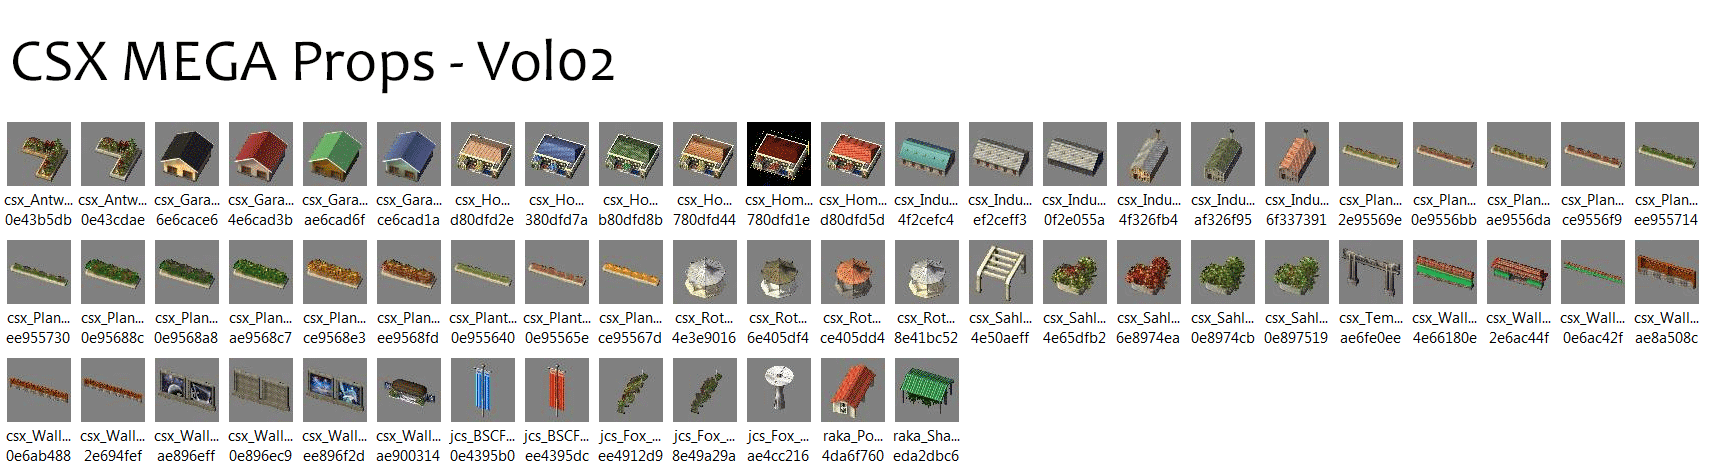 CSX MEGA Props - Vol02
csx_Antw... csx_Antw... csx_Gara... csx_Gara... csx_Gara... csx_Gara... csx_Ho... csx_Ho... csx_Ho... csx_Ho... csx_Hom... csx_Hom... csx_Indu... csx_Indu... csx_Indu... csx_Indu... csx_Indu... csx_Indu... csx_Plan... csx_Plan... csx_Plan... csx_Plan... csx_Plan...
0e43b5db 0e43cdae 6e6cace6 4e6cad3b ae6cad6f ce6cad1a d80dfd2e 380dfd7a b80dfd8b 780dfd44 780dfd1e d80dfd5d 4f2cefc4 ef2ceff3 0f2e055a 4f326fb4 af326f95 6f337391 2e95569e 0e9556bb ae9556da ce9556f9 ee955714
csx_Plan... csx_Plan... csx_Plan... csx_Plan... csx_Plan... csx_Plan... csx_Plan... csx_Plant... csx_Plan... csx_Rot... csx_Rot... csx_Rot... csx_Rot... csx_Sahl... csx_Sahl... csx_Sahl... csx_Sahl... csx_Sahl... csx_Tem... csx_Wall... csx_Wall... csx_Wall... csx_Wall...
ee955730 0e95688c 0e9568a8 ae9568c7 ce9568e3 ee9568fd 0e955640 0e95565e ce95567d 4e3e9016 6e405df4 ce405dd4 8e41bc52 4e50aeff 4e65dfb2 6e8974ea 0e8974cb 0e897519 ae6fe0ee 4e66180e 2e6ac44f 0e6ac42f ae8a508c
csx_Wall... csx_Wall... csx_Wall... csx_Wall... csx_Wall... csx_Wall... jcs_BSCF... jcs_BSCF... jcs_Fox_... jcs_Fox_... jcs_Fox_... raka_Po... raka_Sha...
0e6ab488 2e694fef ae896eff 0e896ec9 ee896f2d ae900314 0e4395b0 ee4395dc ee4912d9 8e49a29a ae4cc216 4da6f760 eda2dbc6